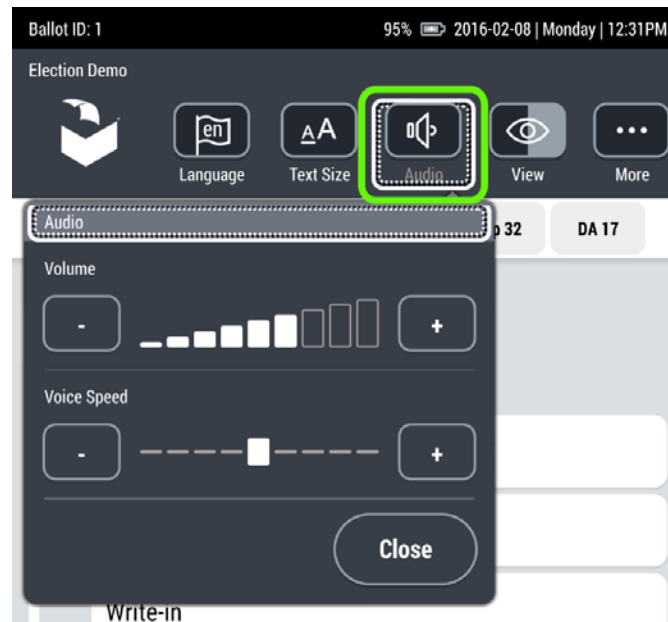 Ballot ID: 1 95% 2016-02-08 | Monday | 12:31PM
Election Demo
en AA
Language Text Size Audio View More
Audio
32 DA 17
Volume
- +
Voice Speed
- +
Close
Write-in